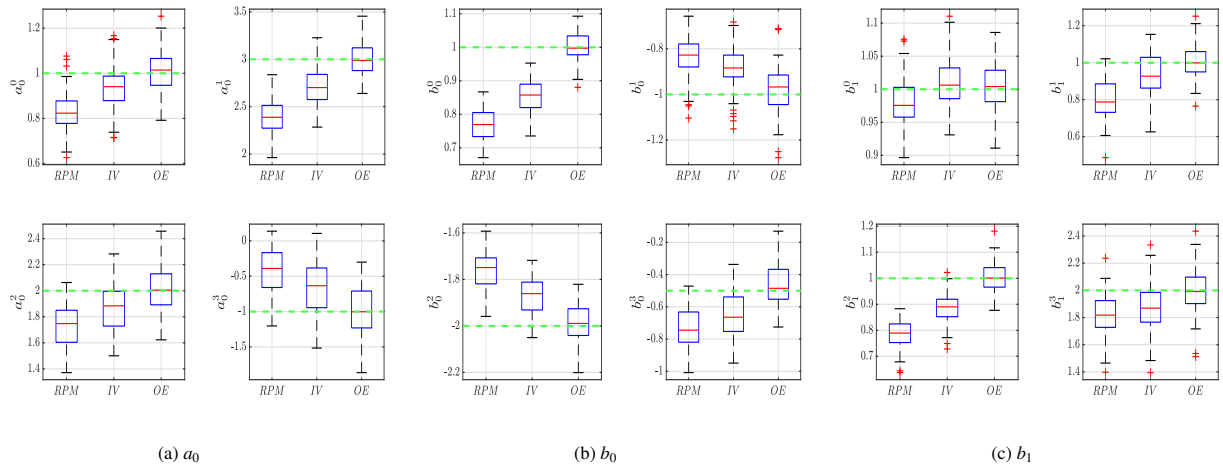 a_0^0
1.2
1
0.8
0.6
RPM IV OE
a_0^1
3.5
3
2.5
2
RPM IV OE
b_0^0
1.1
1
0.9
0.8
0.7
RPM IV OE
b_0^1
-0.8
-1
-1.2
RPM IV OE
b_1^0
1.1
1.05
1
0.95
0.9
RPM IV OE
b_1^1
1.2
1
0.8
0.6
RPM IV OE
a_0^2
2.4
2.2
2
1.8
1.6
1.4
RPM IV OE
a_0^3
0
-0.5
-1
-1.5
RPM IV OE
b_0^2
-1.6
-1.8
-2
-2.2
RPM IV OE
b_0^3
-0.2
-0.4
-0.6
-0.8
-1
RPM IV OE
b_1^2
1.2
1.1
1
0.9
0.8
0.7
RPM IV OE
b_1^3
2.4
2.2
2
1.8
1.6
1.4
RPM IV OE
(a) a_0
(b) b_0
(c) b_1